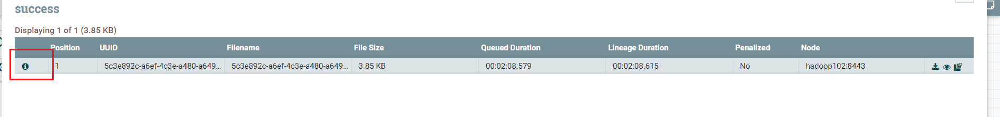 success
Displaying 1 of 1 (3.85 KB)
Position UUID Filename File Size Queued Duration Lineage Duration Penalized Node
1 5c3e892c-a6ef-4c3e-a480-a649... 5c3e892c-a6ef-4c3e-a480-a649... 3.85 KB 00:02:08.579 00:02:08.615 No hadoop102:8443